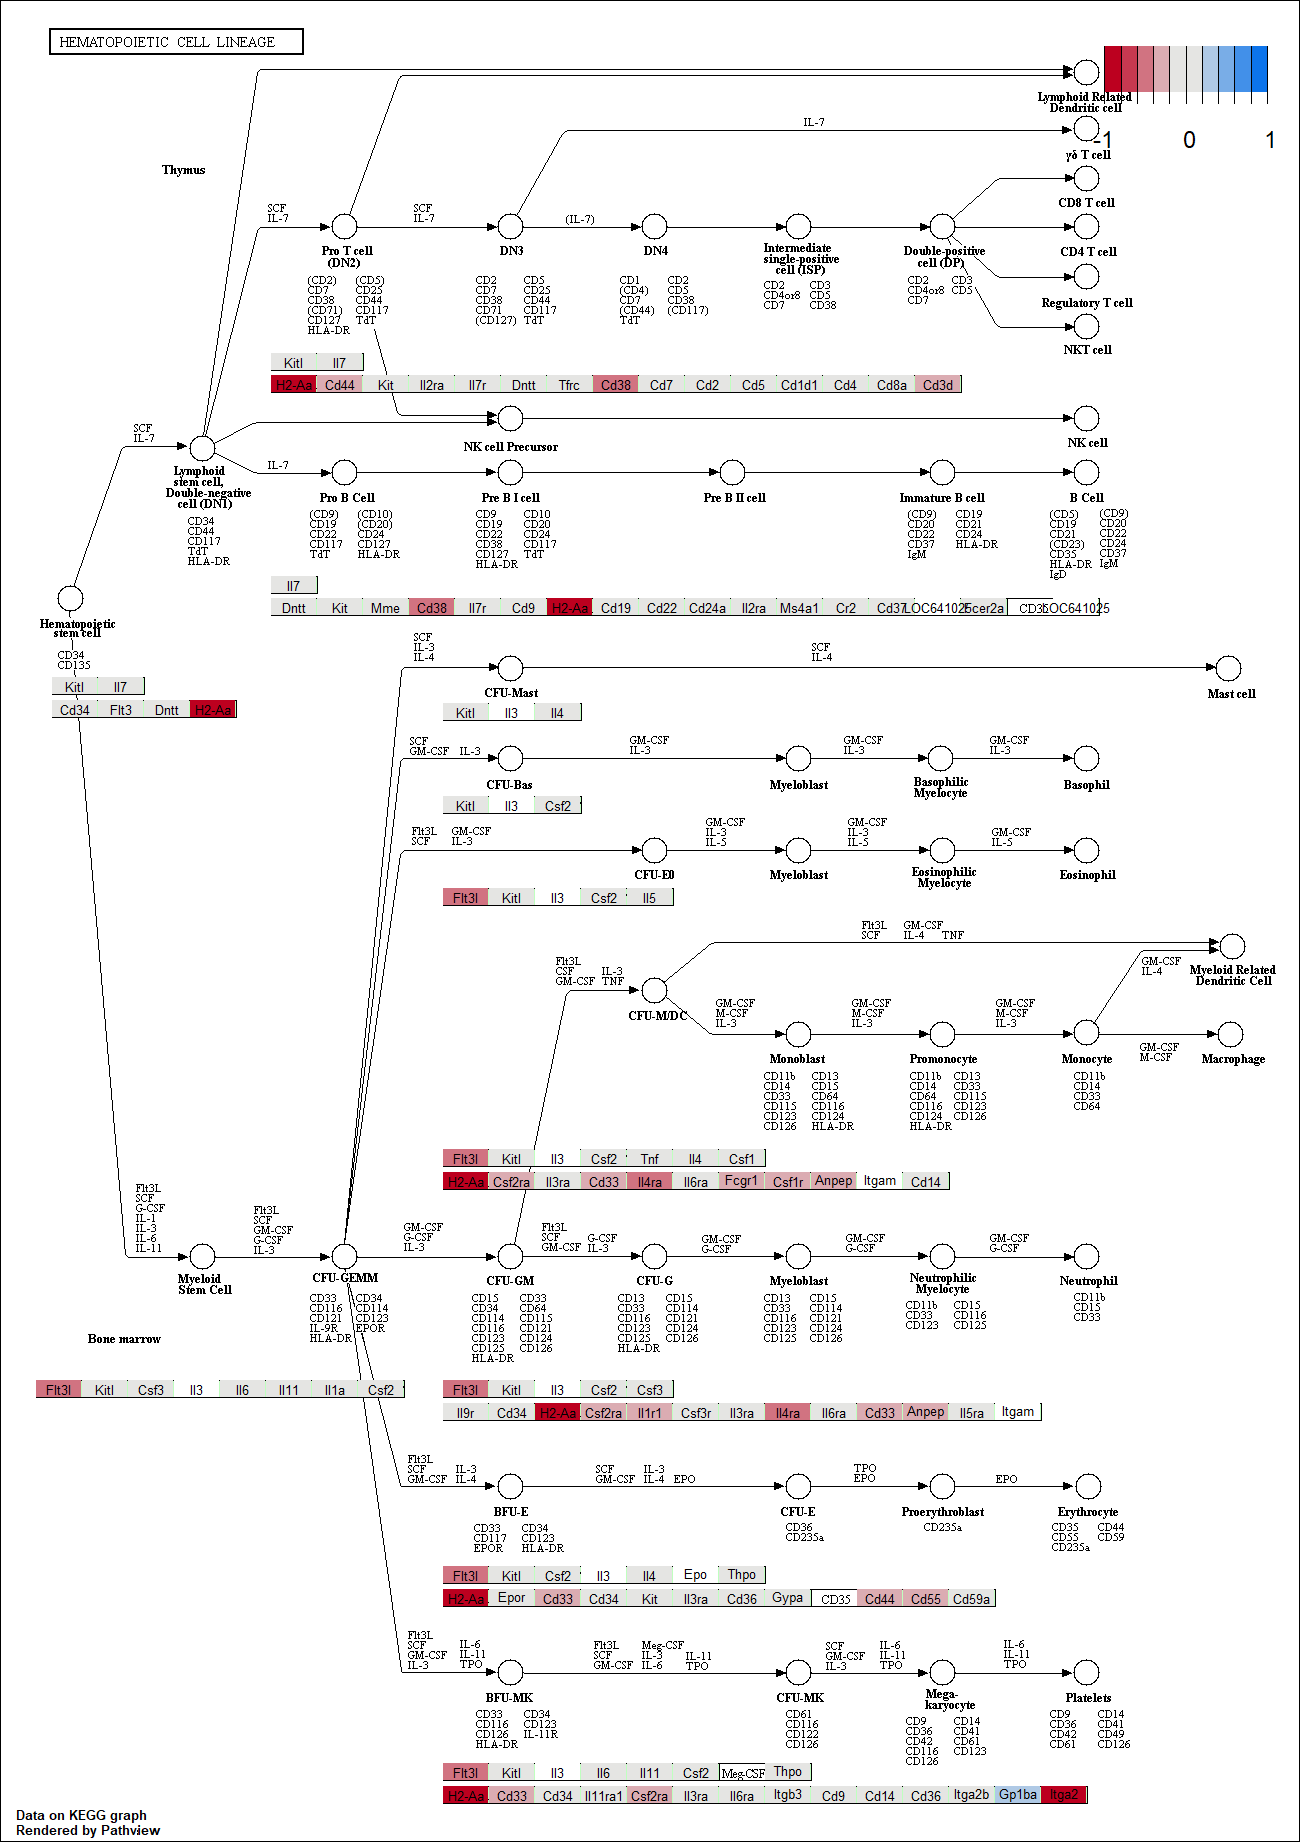 HEMATOPOIETIC CELL LINEAGE
-1 0 1
Lymphoid Related
Dendritic cell
IL-7
γδ T cell
Thymus
CD8 T cell
SCF
IL-7
SCF
IL-7
(IL-7)
Pro T cell
(DN2)
DN3
DN4
Intermediate
single-positive
cell (ISP)
Double-positive
cell (DP)
CD4 T cell
Regulatory T cell
NKT cell
(CD2) (CD5)
CD7 CD25
CD38 CD44
(CD71) CD117
CD127 TdT
HLA-DR
CD2 CD5
CD7 CD25
CD38 CD44
CD71 CD117
(CD127) TdT
CD1 CD2
(CD4) CD5
CD7 CD38
(CD44) (CD117)
TdT
CD2 CD3
CD4or8 CD5
CD7 CD38
CD2 CD3
CD4or8 CD5
CD7
Kitl Il7
H2-Aa Cd44 Kit Il2ra Il7r Dntt Tfrc Cd38 Cd7 Cd2 Cd5 Cd1d1 Cd4 Cd8a Cd3d
SCF
IL-7
NK cell Precursor
NK cell
IL-7
Lymphoid
stem cell,
Double-negative
cell (DN1)
CD34
CD44
CD117
TdT
HLA-DR
Pro B Cell
Pre B I cell
Pre B II cell
Immature B cell
B Cell
(CD9) (CD10)
CD19 (CD20)
CD22 CD24
CD117 CD127
TdT HLA-DR
CD9 CD10
CD19 CD20
CD22 CD24
CD38 CD117
CD127 TdT
HLA-DR
(CD9) CD19
CD20 CD21
CD22 CD24
CD37 HLA-DR
IgM
(CD5) (CD9)
CD19 CD20
CD21 CD22
(CD23) CD24
CD35 CD37
HLA-DR IgM
IgD
Il7
Dntt Kit Mme Cd38 Il7r Cd9 H2-Aa Cd19 Cd22 Cd24a Il2ra Ms4a1 Cr2 Cd37 LOC641025 Fcer2a CD35 LOC641025
Hematopoietic
stem cell
CD34
CD135
Kitl Il7
Cd34 Flt3 Dntt H2-Aa
SCF
IL-3
IL-4
SCF
IL-4
CFU-Mast
Mast cell
Kitl Il3 Il4
SCF
GM-CSF IL-3
GM-CSF
IL-3
GM-CSF
IL-3
GM-CSF
IL-3
CFU-Bas
Myeloblast
Basophilic
Myelocyte
Basophil
Kitl Il3 Csf2
Flt3L GM-CSF
SCF IL-3
GM-CSF
IL-3
IL-5
GM-CSF
IL-3
IL-5
GM-CSF
IL-5
CFU-E0
Myeloblast
Eosinophilic
Myelocyte
Eosinophil
Flt3l Kitl Il3 Csf2 Il5
Flt3L GM-CSF
SCF IL-4 TNF
Flt3L
CSF IL-3
GM-CSF TNF
GM-CSF
IL-4
Myeloid Related
Dendritic Cell
CFU-M/DC
GM-CSF
M-CSF
IL-3
GM-CSF
M-CSF
IL-3
GM-CSF
M-CSF
IL-3
GM-CSF
M-CSF
Monoblast
Promonocyte
Monocyte
Macrophage
CD11b CD13
CD14 CD15
CD33 CD64
CD115 CD116
CD123 CD124
CD126 HLA-DR
CD11b CD13
CD14 CD33
CD64 CD115
CD116 CD123
CD124 CD126
HLA-DR
CD11b
CD14
CD33
CD64
Flt3l Kitl Il3 Csf2 Tnf Il4 Csf1
H2-Aa Csf2ra Il3ra Cd33 Il4ra Il6ra Fcgr1 Csf1r Anpep Itgam Cd14
Flt3L
SCF
G-CSF
IL-1
IL-3
IL-6
IL-11
Flt3L
SCF
GM-CSF
G-CSF
IL-3
GM-CSF
G-CSF
IL-3
Flt3L
SCF G-CSF
GM-CSF IL-3
GM-CSF
G-CSF
GM-CSF
G-CSF
GM-CSF
G-CSF
Myeloid
Stem Cell
CFU-GEMM
CFU-GM
CFU-G
Myeloblast
Neutrophilic
Myelocyte
Neutrophil
CD33 CD34
CD116 CD114
CD121 CD123
IL-9R EPOR
HLA-DR
CD15 CD33
CD34 CD64
CD114 CD115
CD116 CD121
CD123 CD124
CD125 CD126
HLA-DR
CD13 CD15
CD33 CD114
CD116 CD121
CD123 CD124
CD125 CD126
HLA-DR
CD13 CD15
CD33 CD114
CD116 CD121
CD123 CD124
CD125 CD126
CD11b CD15
CD33 CD116
CD123 CD125
CD11b
CD15
CD33
Bone marrow
Flt3l Kitl Csf3 Il3 Il6 Il11 Il1a Csf2
Flt3l Kitl Il3 Csf2 Csf3
Il9r Cd34 H2-Aa Csf2ra Il1r1 Csf3r Il3ra Il4ra Il6ra Cd33 Anpep Il5ra Itgam
Flt3L
SCF IL-3
GM-CSF IL-4
SCF IL-3
GM-CSF IL-4 EPO
TPO
EPO
EPO
BFU-E
CFU-E
Proerythroblast
Erythrocyte
CD33 CD34
CD117 CD123
EPOR HLA-DR
CD36
CD235a
CD235a
CD35 CD44
CD55 CD59
CD235a
Flt3l Kitl Csf2 Il3 Il4 Epo Thpo
H2-Aa Epor Cd33 Cd34 Kit Il3ra Cd36 Gypa CD35 Cd44 Cd55 Cd59a
Flt3L
SCF IL-6
GM-CSF IL-11
IL-3 TPO
Flt3L Meg-CSF
SCF IL-3 IL-11
GM-CSF IL-6 TPO
SCF IL-6
GM-CSF IL-11
IL-3 TPO
IL-6
IL-11
TPO
BFU-MK
CFU-MK
Mega-
karyocyte
Platelets
CD33 CD34
CD116 CD123
CD126 IL-11R
HLA-DR
CD61
CD116
CD122
CD126
CD9 CD14
CD36 CD41
CD42 CD61
CD116 CD123
CD126
CD9 CD14
CD36 CD41
CD42 CD49
CD61 CD126
Flt3l Kitl Il3 Il6 Il11 Csf2 Meg-CSF Thpo
H2-Aa Cd33 Cd34 Il11ra1 Csf2ra Il3ra Il6ra Itgb3 Cd9 Cd14 Cd36 Itga2b Gp1ba Itga2
Data on KEGG graph
Rendered by Pathview